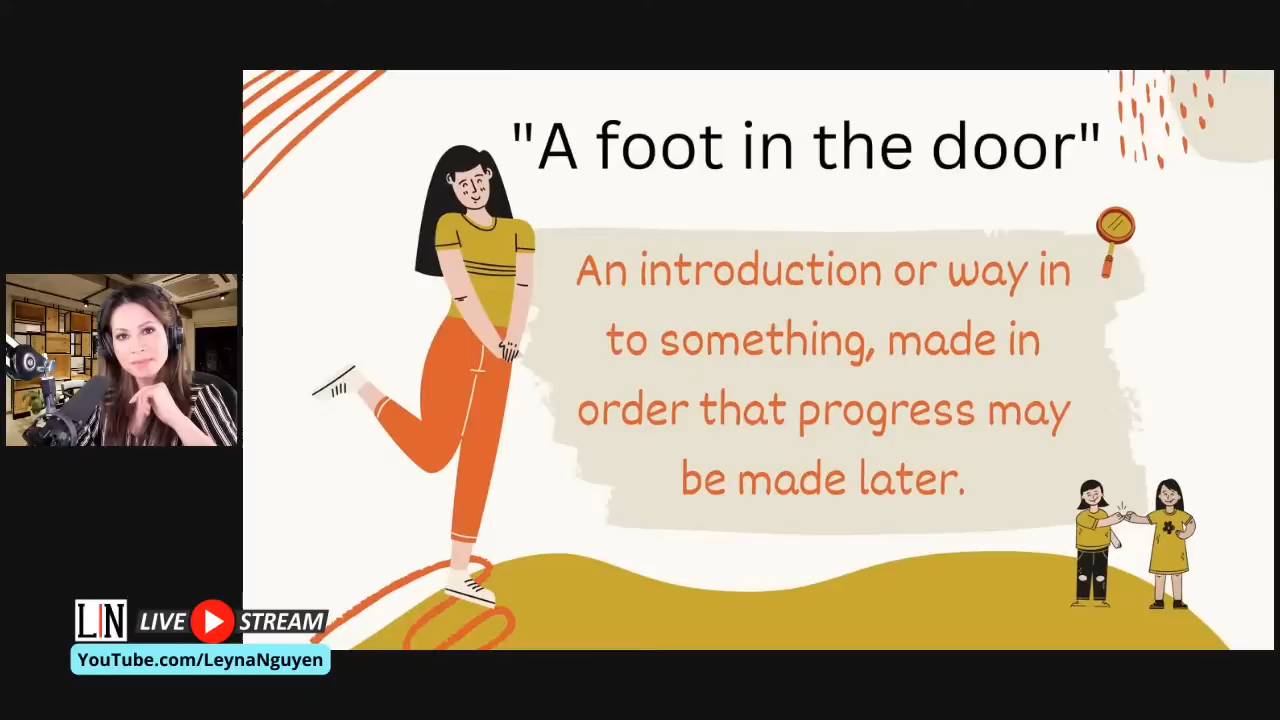 "A foot in the door"
An introduction or way in
to something, made in
order that progress may
be made later.
LN LIVE STREAM
YouTube.com/LeynaNguyen